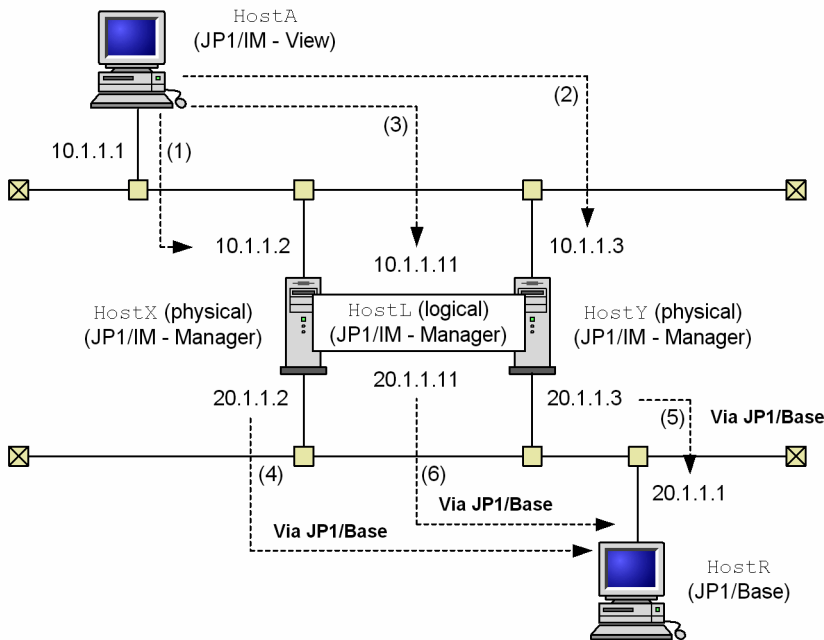 HostA
(JP1/IM - View)
(2)
(3)
10.1.1.1
(1)
10.1.1.2
10.1.1.11
10.1.1.3
HostX (physical)
(JP1/IM - Manager)
HostL (logical)
(JP1/IM - Manager)
HostY (physical)
(JP1/IM - Manager)
20.1.1.2
20.1.1.11
20.1.1.3
(5)
Via JP1/Base
(4)
(6)
20.1.1.1
Via JP1/Base
Via JP1/Base
HostR
(JP1/Base)